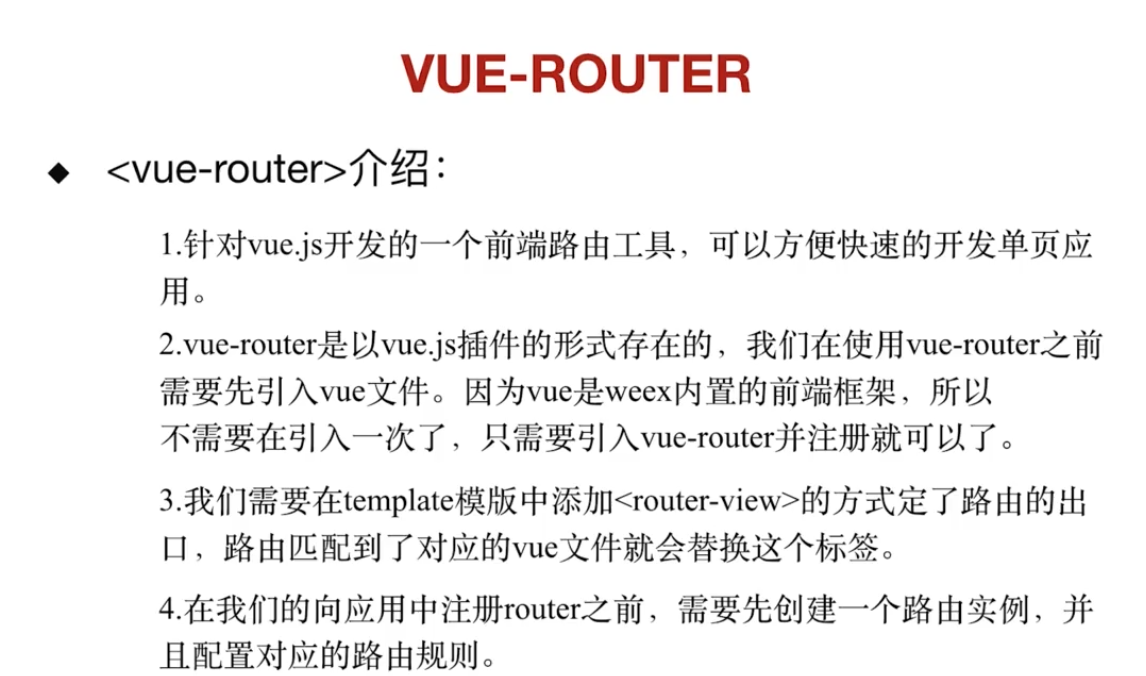 VUE-ROUTER
◆ <vue-router>介绍：
1.针对vue.js开发的一个前端路由工具，可以方便快速的开发单页应
用。
2.vue-router是以vue.js插件的形式存在的，我们在使用vue-router之前
需要先引入vue文件。因为vue是weex内置的前端框架，所以
不需要在引入一次了，只需要引入vue-router并注册就可以了。
3.我们需要在template模版中添加<router-view>的方式定了路由的出
口，路由匹配到了对应的vue文件就会替换这个标签。
4.在我们的向应用中注册router之前，需要先创建一个路由实例，并
且配置对应的路由规则。